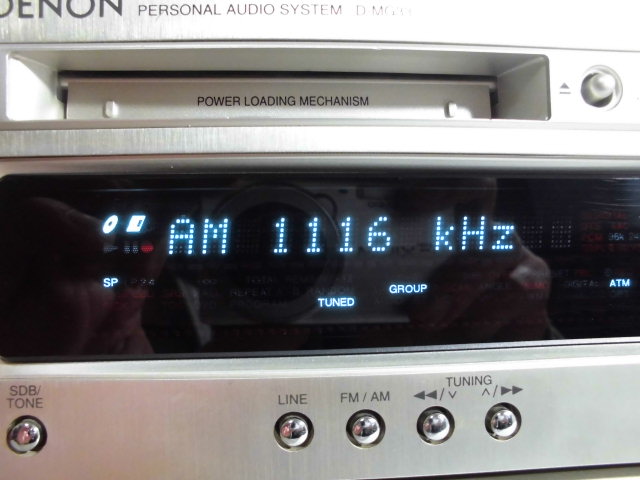 DENON PERSONAL AUDIO SYSTEM
POWER LOADING MECHANISM
AM 1116 kHz
SP
GROUP
ATM
TUNED
SDB/
TONE
LINE
FM / AM
TUNING
◀◀/∨ ∧/▶▶